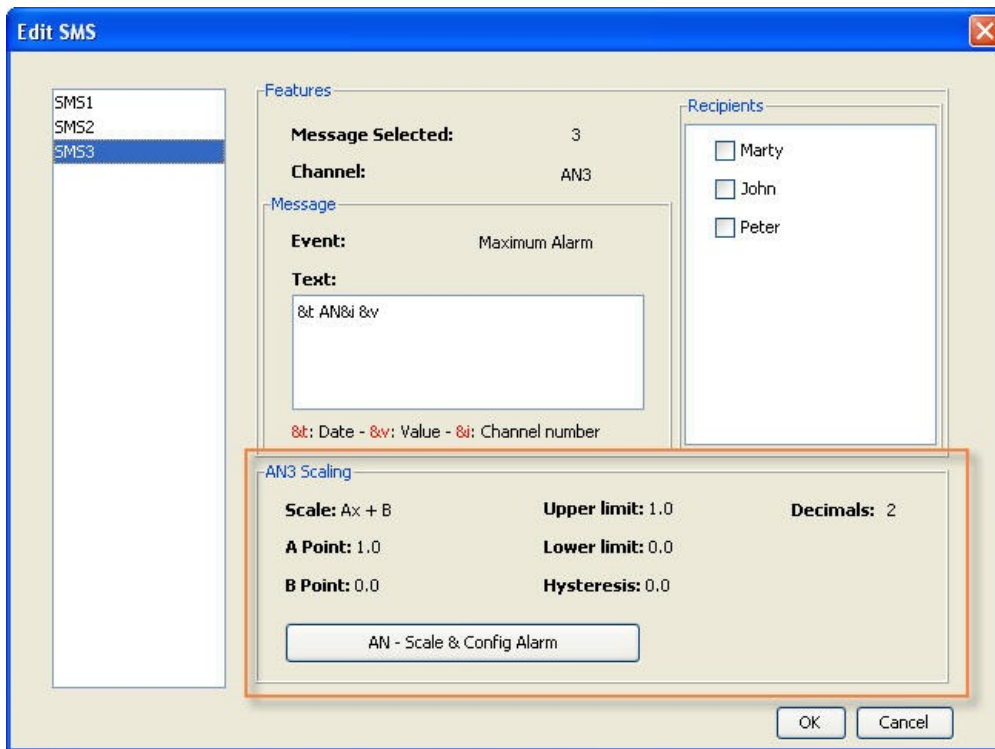 Edit SMS
SMS1
SMS2
SMS3
Features
Message Selected: 3
Channel: AN3
Message
Event: Maximum Alarm
Text:
&t AN&i &v
&t: Date - &v: Value - &i: Channel number
Recipients
Marty
John
Peter
AN3 Scaling
Scale: Ax + B Upper limit: 1.0 Decimals: 2
A Point: 1.0 Lower limit: 0.0
B Point: 0.0 Hysteresis: 0.0
AN - Scale & Config Alarm
OK Cancel